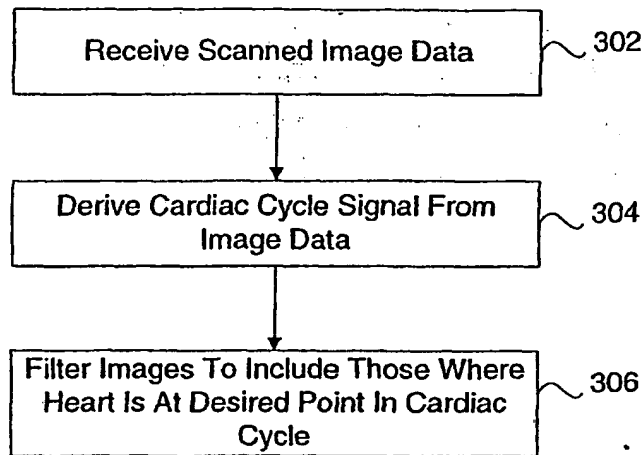 Receive Scanned Image Data
302
Derive Cardiac Cycle Signal From
Image Data
304
Filter Images To Include Those Where
Heart Is At Desired Point In Cardiac
Cycle
306